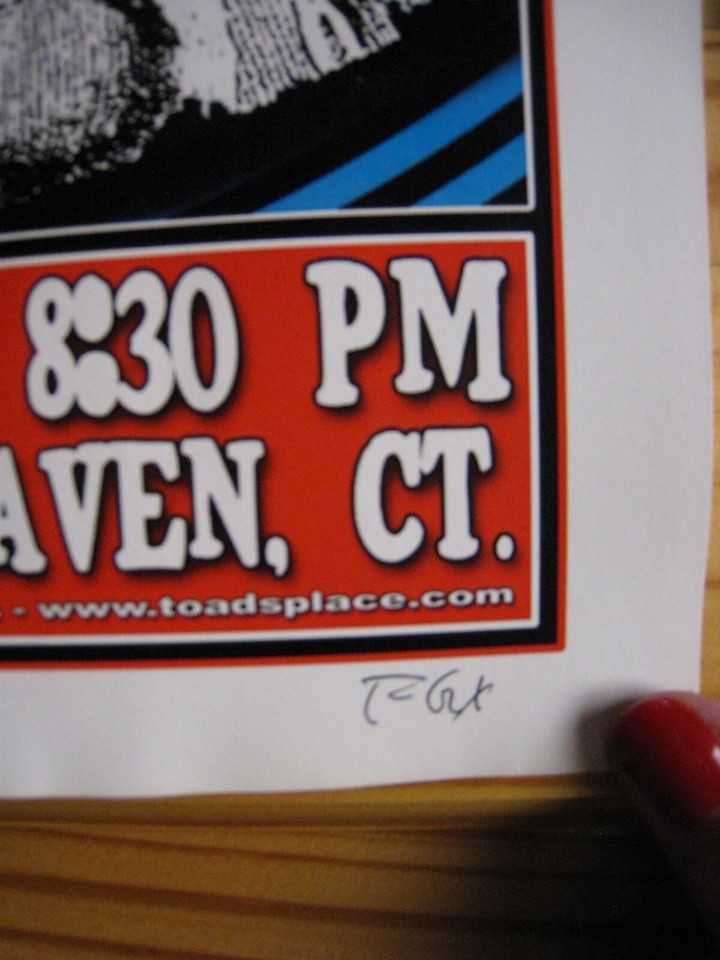 8:30 PM
AVEN, CT.
- www.toadsplace.com